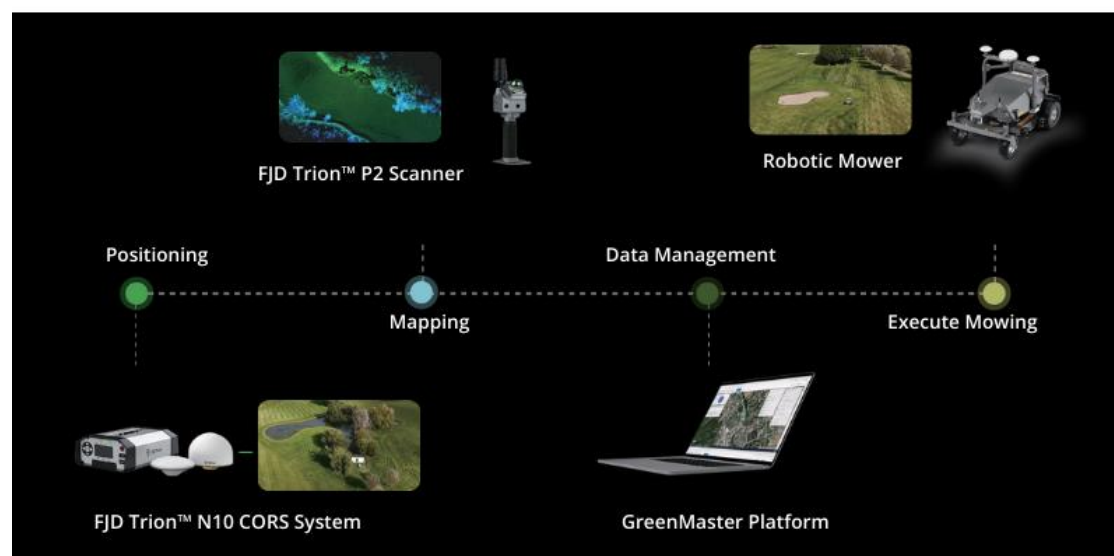 FJD Trion™ P2 Scanner
Robotic Mower
Positioning
Data Management
Mapping
Execute Mowing
FJD Trion™ N10 CORS System
GreenMaster Platform